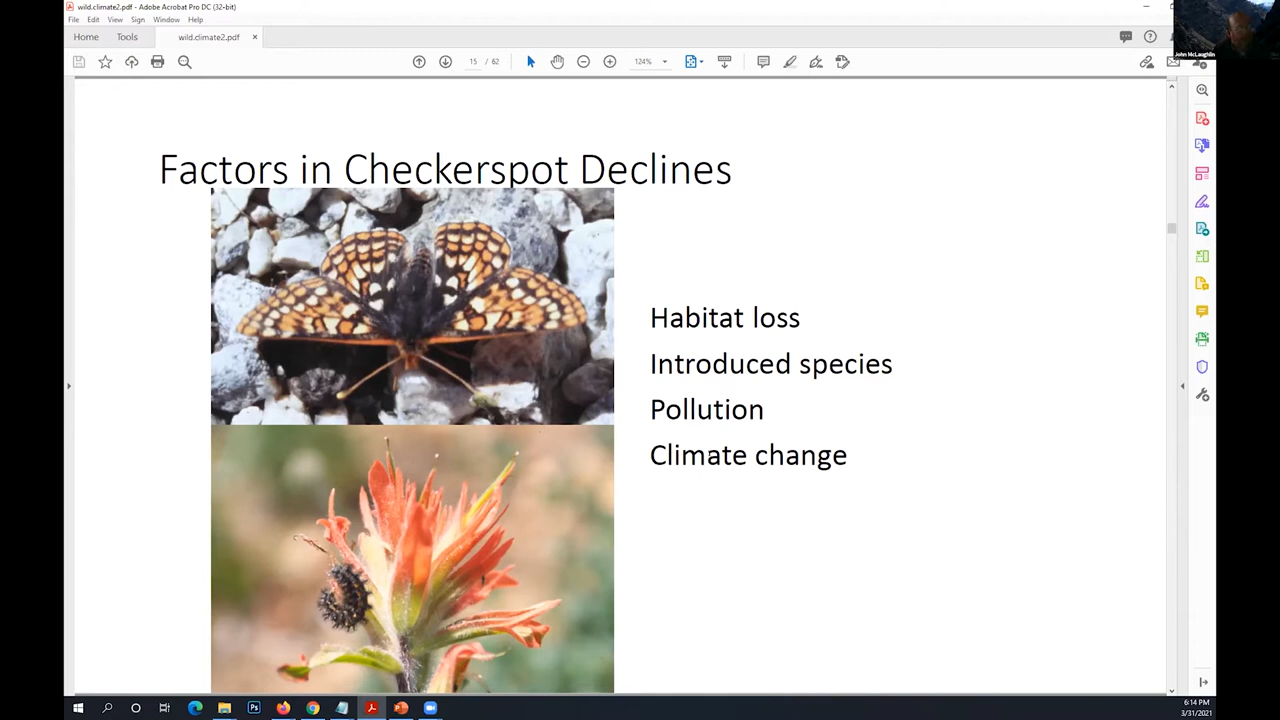 wild.climate2.pdf - Adobe Acrobat Pro DC (32-bit)
File Edit View Sign Window Help
Home Tools wild.climate2.pdf
15 / 62 124%
John McLaughlin
Factors in Checkerspot Declines
Habitat loss
Introduced species
Pollution
Climate change
6:14 PM
3/31/2021